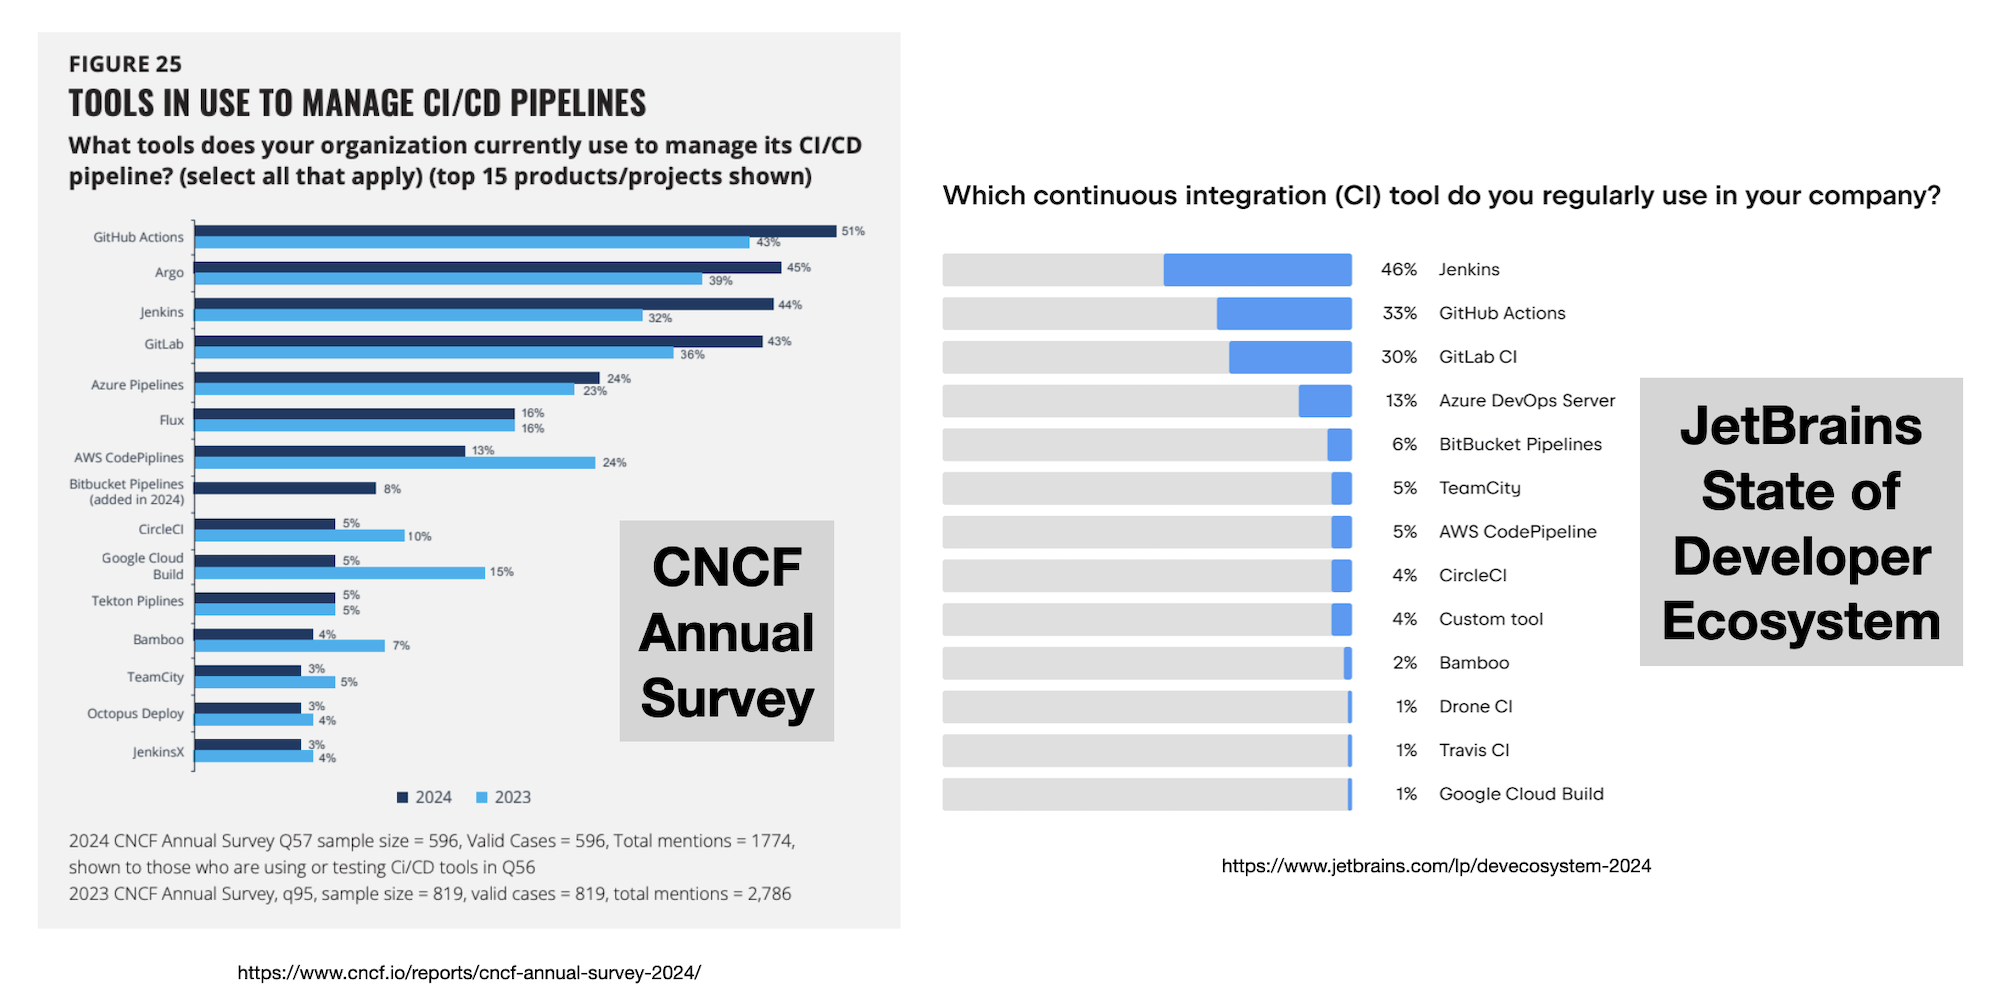 FIGURE 25
TOOLS IN USE TO MANAGE CI/CD PIPELINES
What tools does your organization currently use to manage its CI/CD
pipeline? (select all that apply) (top 15 products/projects shown)
GitHub Actions
51%
43%
Argo
45%
39%
Jenkins
44%
32%
GitLab
43%
36%
Azure Pipelines
24%
23%
Flux
16%
16%
AWS CodePiplines
13%
24%
Bitbucket Pipelines
(added in 2024)
8%
CircleCI
5%
10%
Google Cloud
Build
5%
15%
Tekton Piplines
5%
5%
Bamboo
4%
7%
TeamCity
3%
5%
Octopus Deploy
3%
4%
JenkinsX
3%
4%
2024 2023
CNCF
Annual
Survey
2024 CNCF Annual Survey Q57 sample size = 596, Valid Cases = 596, Total mentions = 1774,
shown to those who are using or testing Ci/CD tools in Q56
2023 CNCF Annual Survey, q95, sample size = 819, valid cases = 819, total mentions = 2,786
https://www.cncf.io/reports/cncf-annual-survey-2024/
Which continuous integration (CI) tool do you regularly use in your company?
46% Jenkins
33% GitHub Actions
30% GitLab CI
13% Azure DevOps Server
6% BitBucket Pipelines
5% TeamCity
5% AWS CodePipeline
4% CircleCI
4% Custom tool
2% Bamboo
1% Drone CI
1% Travis CI
1% Google Cloud Build
JetBrains
State of
Developer
Ecosystem
https://www.jetbrains.com/lp/devecosystem-2024